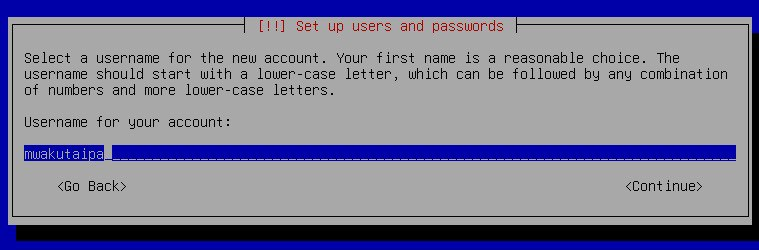 [!!] Set up users and passwords
Select a username for the new account. Your first name is a reasonable choice. The
username should start with a lower-case letter, which can be followed by any combination
of numbers and more lower-case letters.
Username for your account:
mwakutaipa
<Go Back> <Continue>